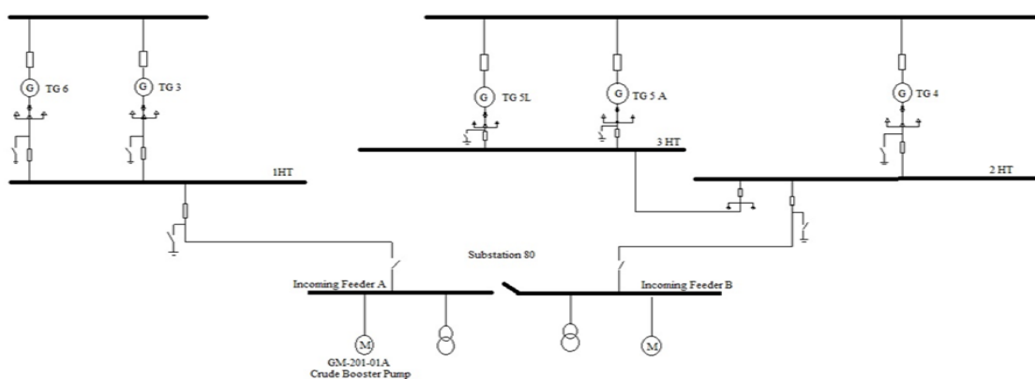 G TG 6
G TG 3
G TG 5L
G TG 5 A
G TG 4
1HT
3 HT
2 HT
Substation 80
Incoming Feeder A
Incoming Feeder B
M
GM-201-01A
Crude Booster Pump
M